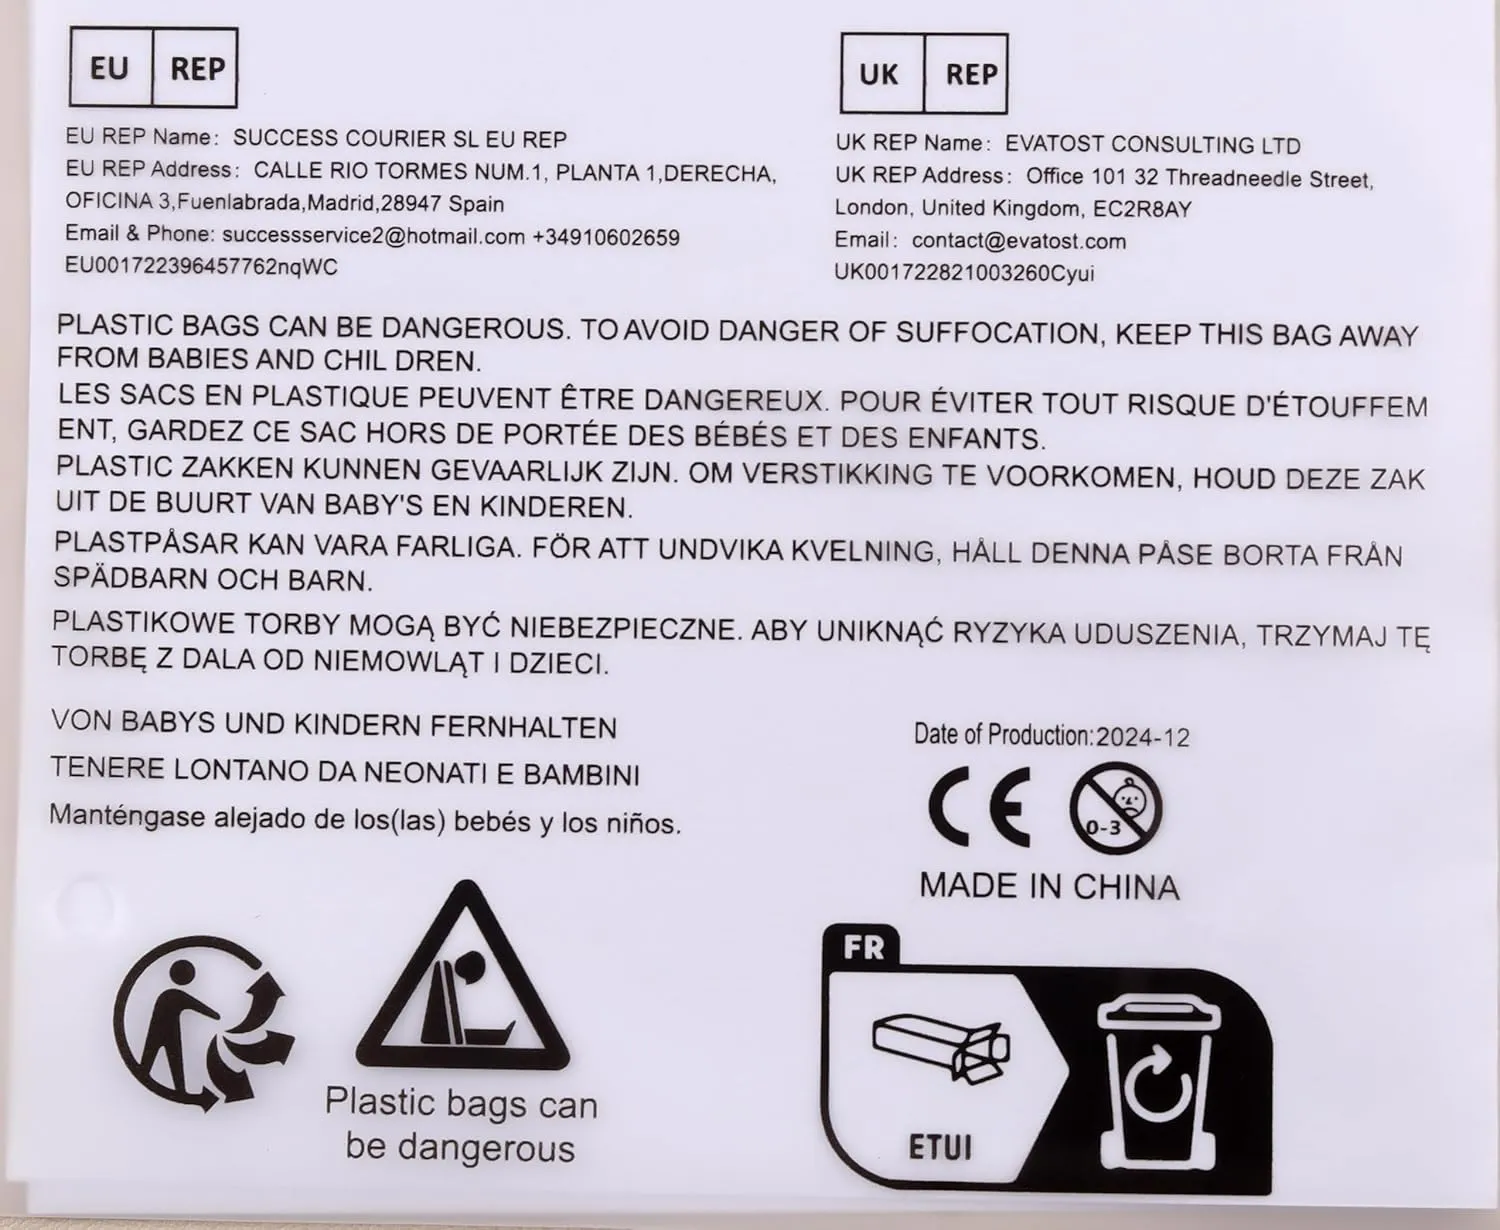 EU REP
EU REP Name: SUCCESS COURIER SL EU REP
EU REP Address: CALLE RIO TORMES NUM.1, PLANTA 1,DERECHA,
OFICINA 3,Fuenlabrada,Madrid,28947 Spain
Email & Phone: successservice2@hotmail.com +34910602659
EU001722396457762nqWC
UK REP
UK REP Name: EVATOST CONSULTING LTD
UK REP Address: Office 101 32 Threadneedle Street,
London, United Kingdom, EC2R8AY
Email: contact@evatost.com
UK001722821003260Cyui
PLASTIC BAGS CAN BE DANGEROUS. TO AVOID DANGER OF SUFFOCATION, KEEP THIS BAG AWAY
FROM BABIES AND CHIL DREN.
LES SACS EN PLASTIQUE PEUVENT ÊTRE DANGEREUX. POUR ÉVITER TOUT RISQUE D'ÉTOUFFEM
ENT, GARDEZ CE SAC HORS DE PORTÉE DES BÉBÉS ET DES ENFANTS.
PLASTIC ZAKKEN KUNNEN GEVAARLIJK ZIJN. OM VERSTIKKING TE VOORKOMEN, HOUD DEZE ZAK
UIT DE BUURT VAN BABY'S EN KINDEREN.
PLASTPÅSAR KAN VARA FARLIGA. FÖR ATT UNDVIKA KVELNING, HÅLL DENNA PÅSE BORTA FRÅN
SPÄDBARN OCH BARN.
PLASTIKOWE TORBY MOGĄ BYĆ NIEBEZPIECZNE. ABY UNIKNĄĆ RYZYKA UDUSZENIA, TRZYMAJ TĘ
TORBĘ Z DALA OD NIEMOWLĄT I DZIECI.
VON BABYS UND KINDERN FERNHALTEN
TENERE LONTANO DA NEONATI E BAMBINI
Manténgase alejado de los(las) bebés y los niños.
Date of Production:2024-12
CE
0-3
MADE IN CHINA
Plastic bags can
be dangerous
FR
ETUI